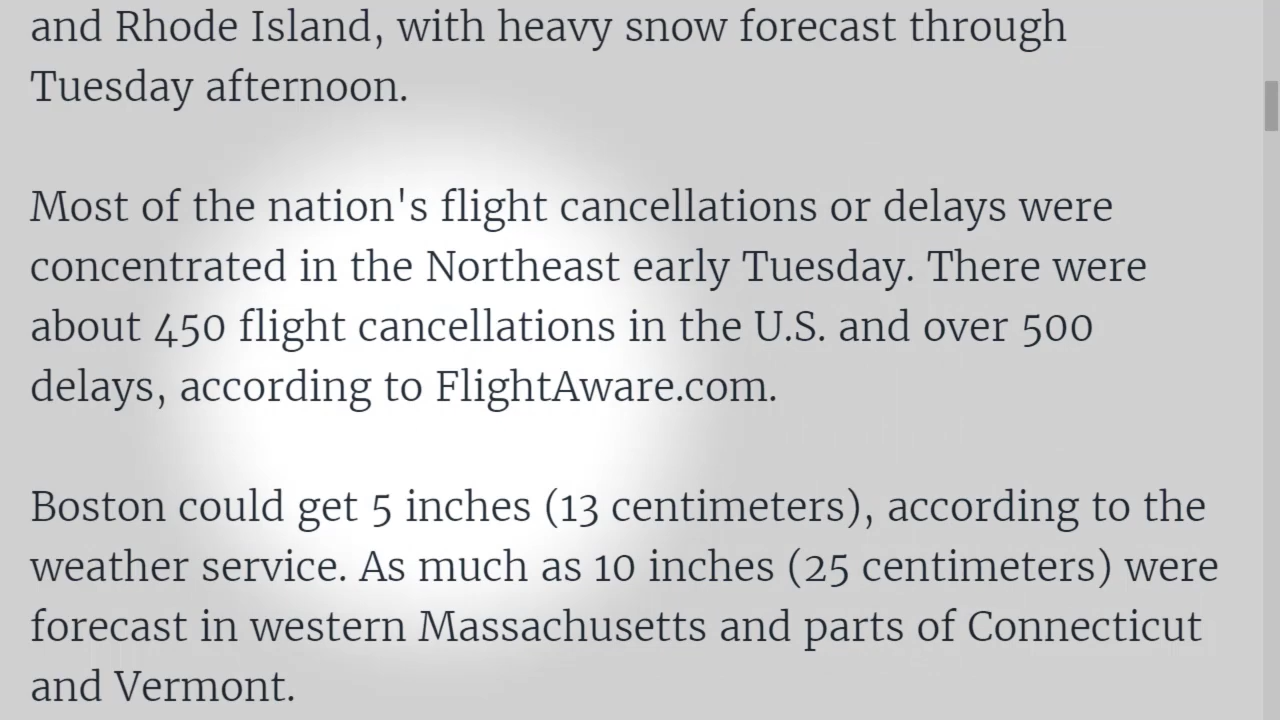 and Rhode Island, with heavy snow forecast through
Tuesday afternoon.
Most of the nation's flight cancellations or delays were
concentrated in the Northeast early Tuesday. There were
about 450 flight cancellations in the U.S. and over 500
delays, according to FlightAware.com.
Boston could get 5 inches (13 centimeters), according to the
weather service. As much as 10 inches (25 centimeters) were
forecast in western Massachusetts and parts of Connecticut
and Vermont.